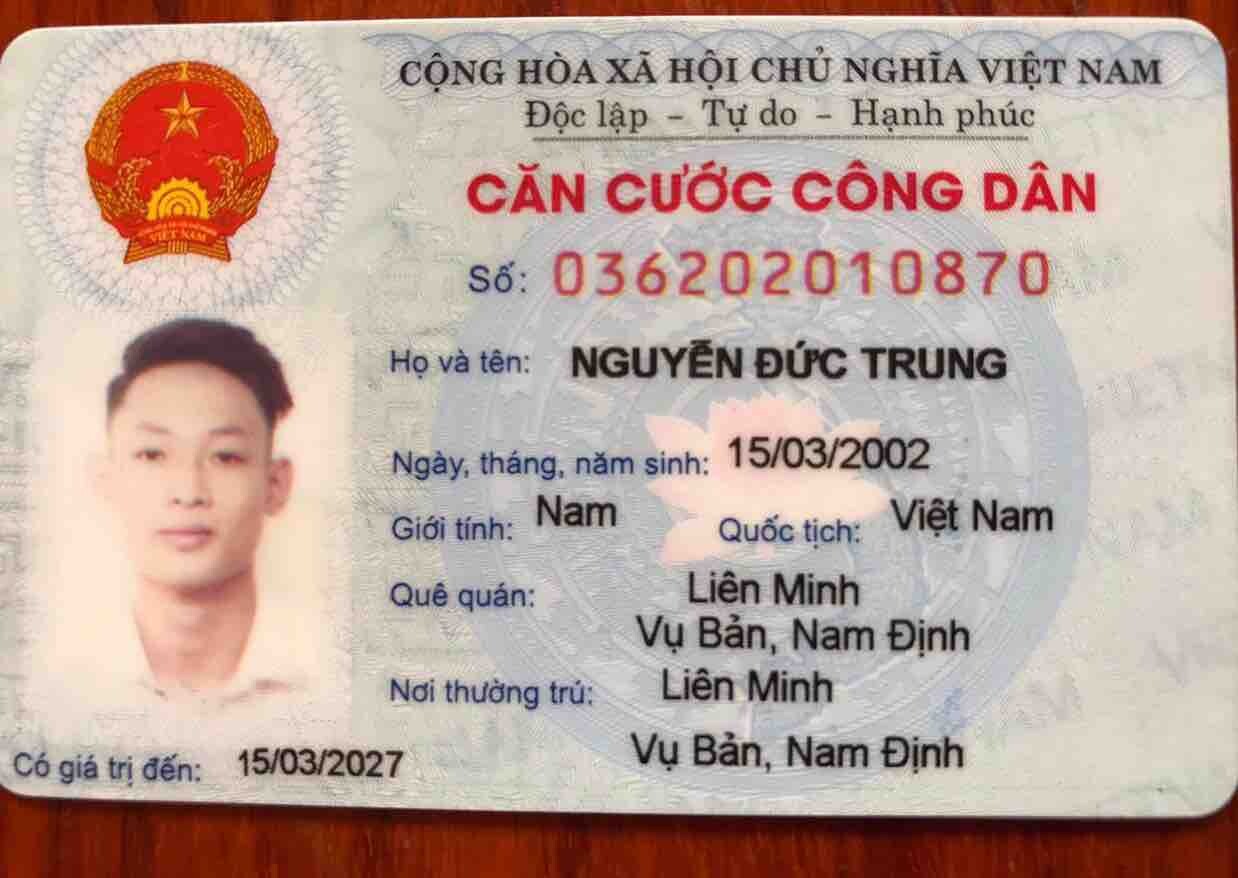 CỘNG HÒA XÃ HỘI CHỦ NGHĨA VIỆT NAM
Độc lập - Tự do - Hạnh phúc
CĂN CƯỚC CÔNG DÂN
Số: 036202010870
Họ và tên: NGUYỄN ĐỨC TRUNG
Ngày, tháng, năm sinh: 15/03/2002
Giới tính: Nam Quốc tịch: Việt Nam
Quê quán: Liên Minh
Vụ Bản, Nam Định
Nơi thường trú: Liên Minh
Vụ Bản, Nam Định
Có giá trị đến: 15/03/2027
VIỆT NAM